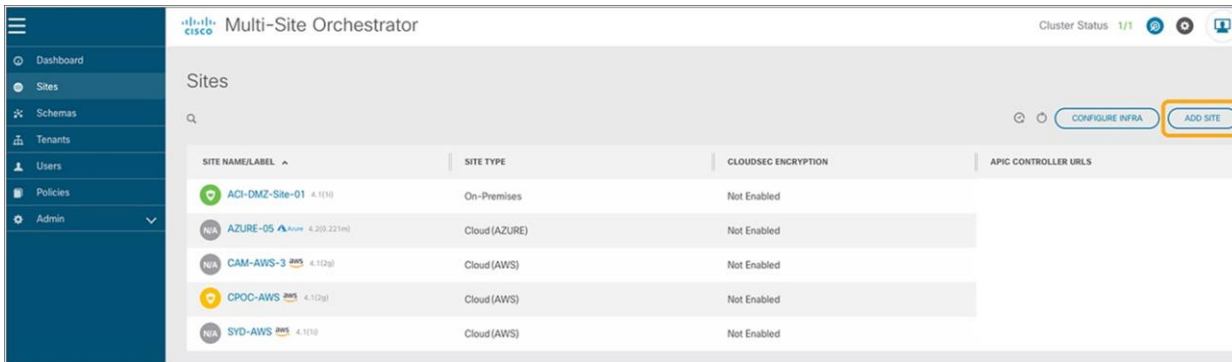 CISCO Multi-Site Orchestrator Cluster Status 1/1
Dashboard
Sites
Schemas
Tenants
Users
Policies
Admin
Sites
CONFIGURE INFRA ADD SITE
SITE NAME/LABEL SITE TYPE CLOUDSEC ENCRYPTION APIC CONTROLLER URLS
ACI-DMZ-Site-01 4.1(1i) On-Premises Not Enabled
N/A AZURE-05 Azure 4.2(0.221m) Cloud (AZURE) Not Enabled
N/A CAM-AWS-3 aws 4.1(2g) Cloud (AWS) Not Enabled
CPOC-AWS aws 4.1(2g) Cloud (AWS) Not Enabled
N/A SYD-AWS aws 4.1(1i) Cloud (AWS) Not Enabled